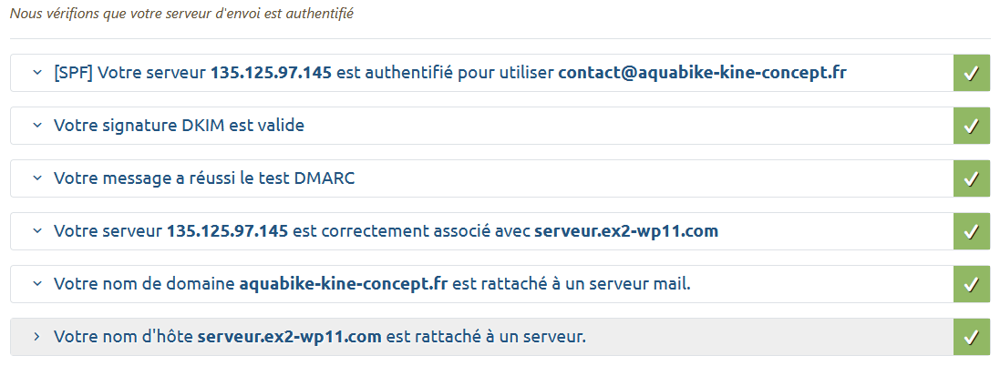 Nous vérifions que votre serveur d'envoi est authentifié
[SPF] Votre serveur 135.125.97.145 est authentifié pour utiliser contact@aquabike-kine-concept.fr
Votre signature DKIM est valide
Votre message a réussi le test DMARC
Votre serveur 135.125.97.145 est correctement associé avec serveur.ex2-wp11.com
Votre nom de domaine aquabike-kine-concept.fr est rattaché à un serveur mail.
Votre nom d'hôte serveur.ex2-wp11.com est rattaché à un serveur.